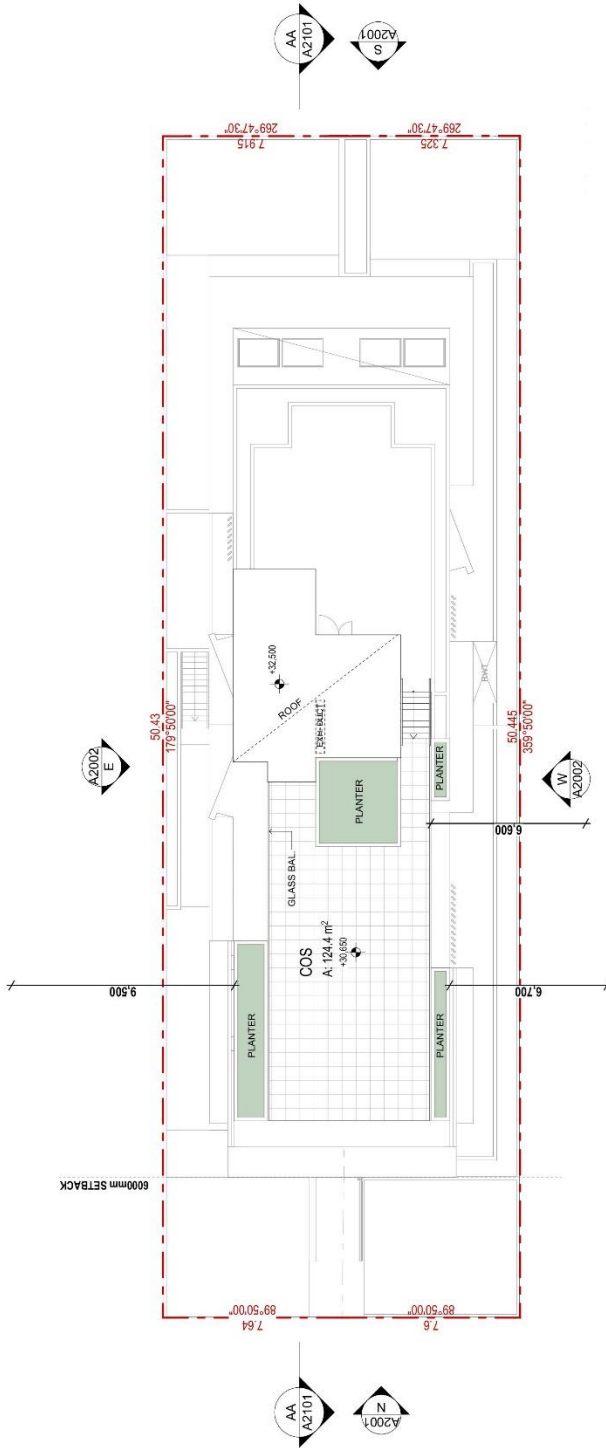 AA
A2101
S
A2001
269°47'30"
7.915
269°47'30"
7.325
+32,500
ROOF
EXH DUCT
50.43
179°50'00"
A2002
E
RWT
50.445
359°50'00"
W
A2002
PLANTER
PLANTER
GLASS BAL.
6,600
COS
A: 124.4 m²
+30,650
9,500
PLANTER
PLANTER
6,700
6000mm SETBACK
89°50'00"
7.64
89°50'00"
7.6
AA
A2101
N
A2001